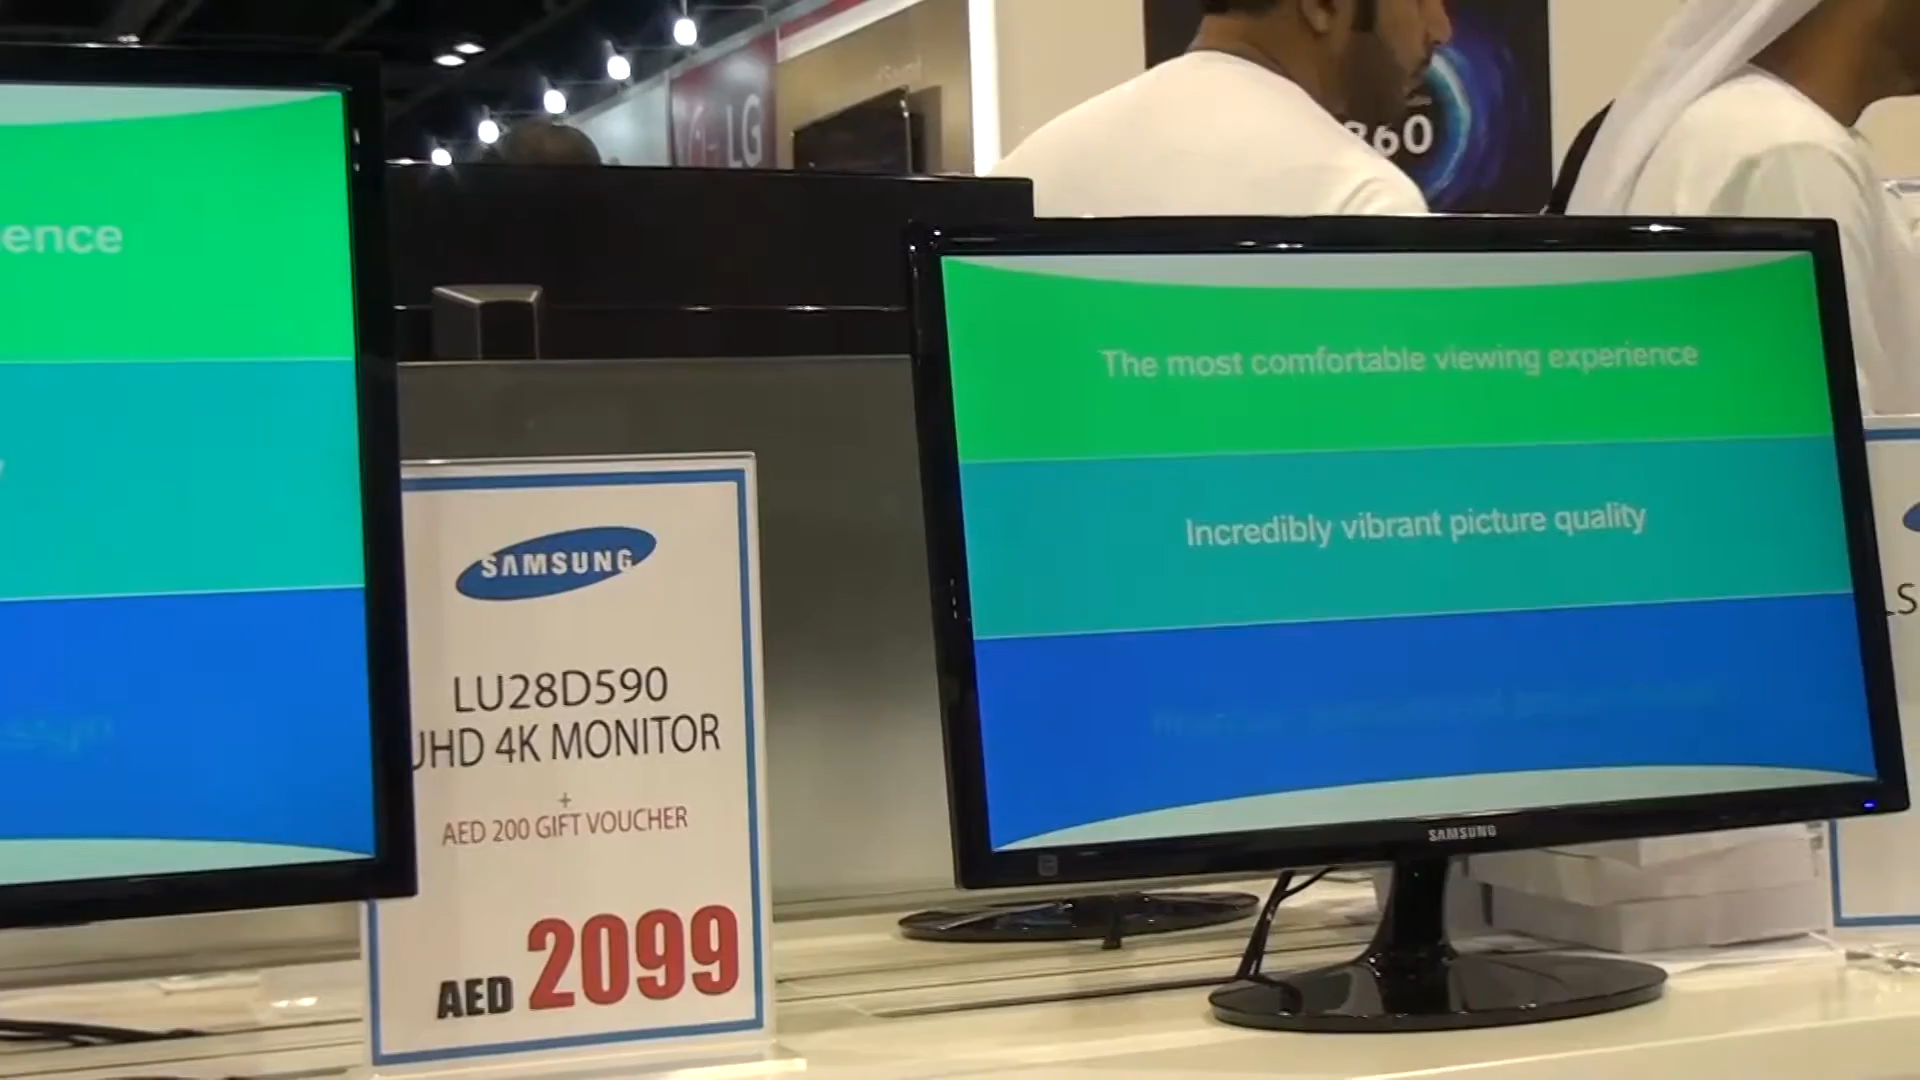 ence
LG
360
SAMSUNG
LU28D590
UHD 4K MONITOR
+
AED 200 GIFT VOUCHER
AED 2099
The most comfortable viewing experience
Incredibly vibrant picture quality
SAMSUNG
LS